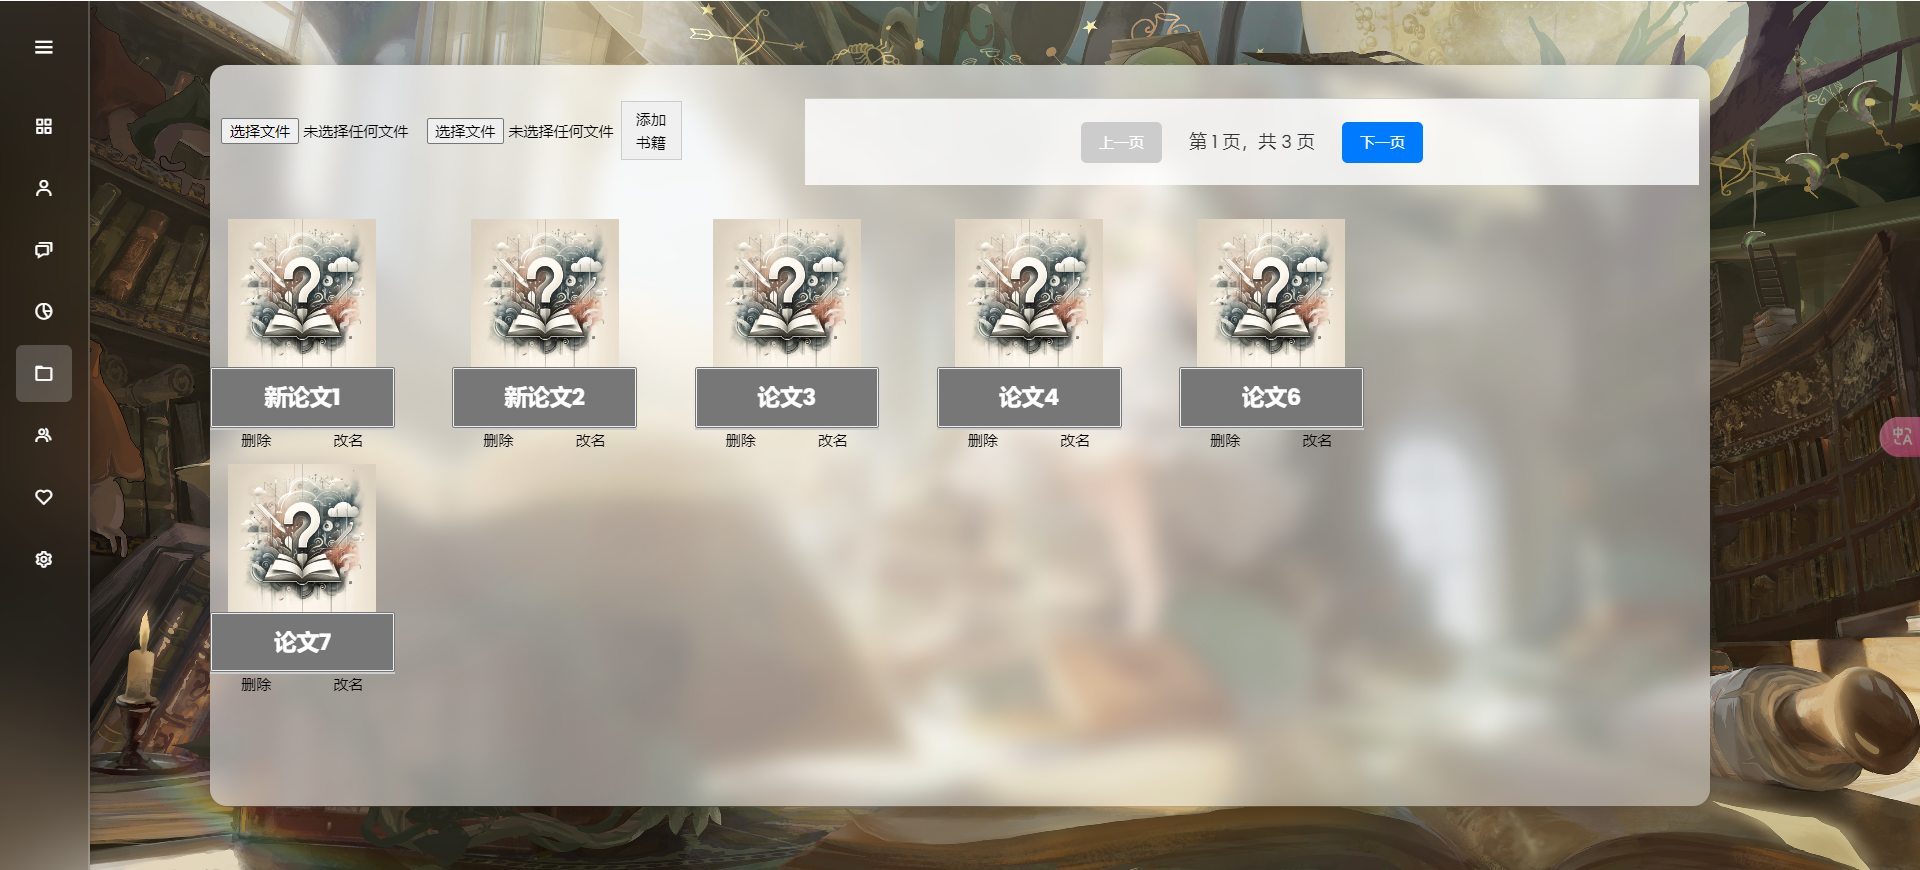 选择文件 未选择任何文件 选择文件 未选择任何文件
添加
书籍
上一页 第1页，共 3 页 下一页
新论文1 新论文2 论文3 论文4 论文6
删除 改名 删除 改名 删除 改名 删除 改名 删除 改名
论文7
删除 改名
中
A